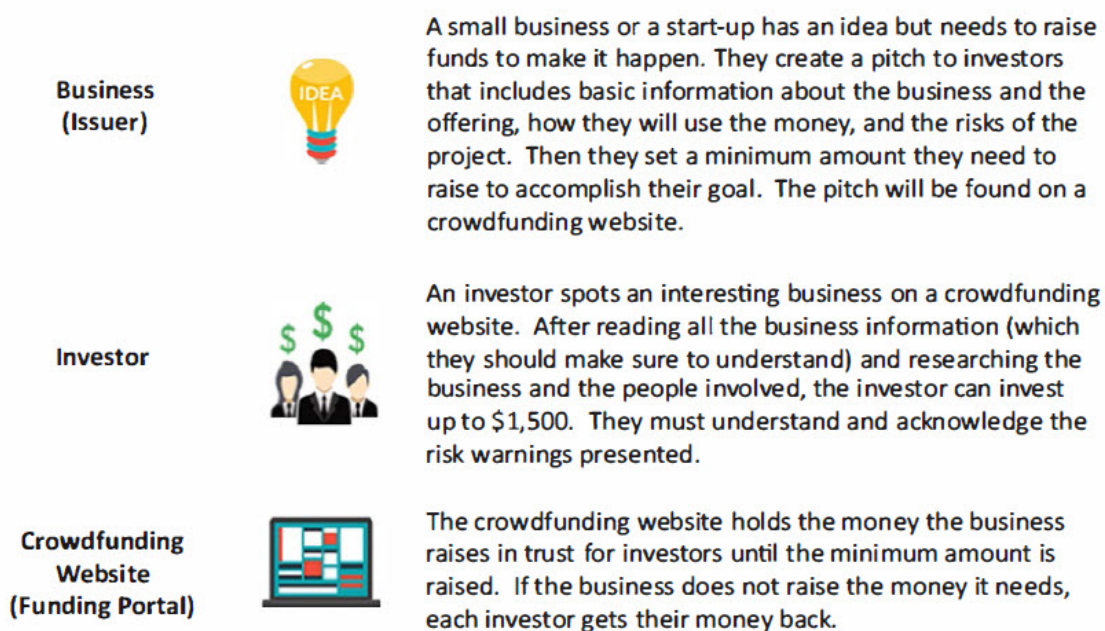 Business
(Issuer)
IDEA
A small business or a start-up has an idea but needs to raise
funds to make it happen. They create a pitch to investors
that includes basic information about the business and the
offering, how they will use the money, and the risks of the
project.  Then they set a minimum amount they need to
raise to accomplish their goal.  The pitch will be found on a
crowdfunding website.
Investor
$ $ $
An investor spots an interesting business on a crowdfunding
website.  After reading all the business information (which
they should make sure to understand) and researching the
business and the people involved, the investor can invest
up to $1,500.  They must understand and acknowledge the
risk warnings presented.
Crowdfunding
Website
(Funding Portal)
The crowdfunding website holds the money the business
raises in trust for investors until the minimum amount is
raised.  If the business does not raise the money it needs,
each investor gets their money back.